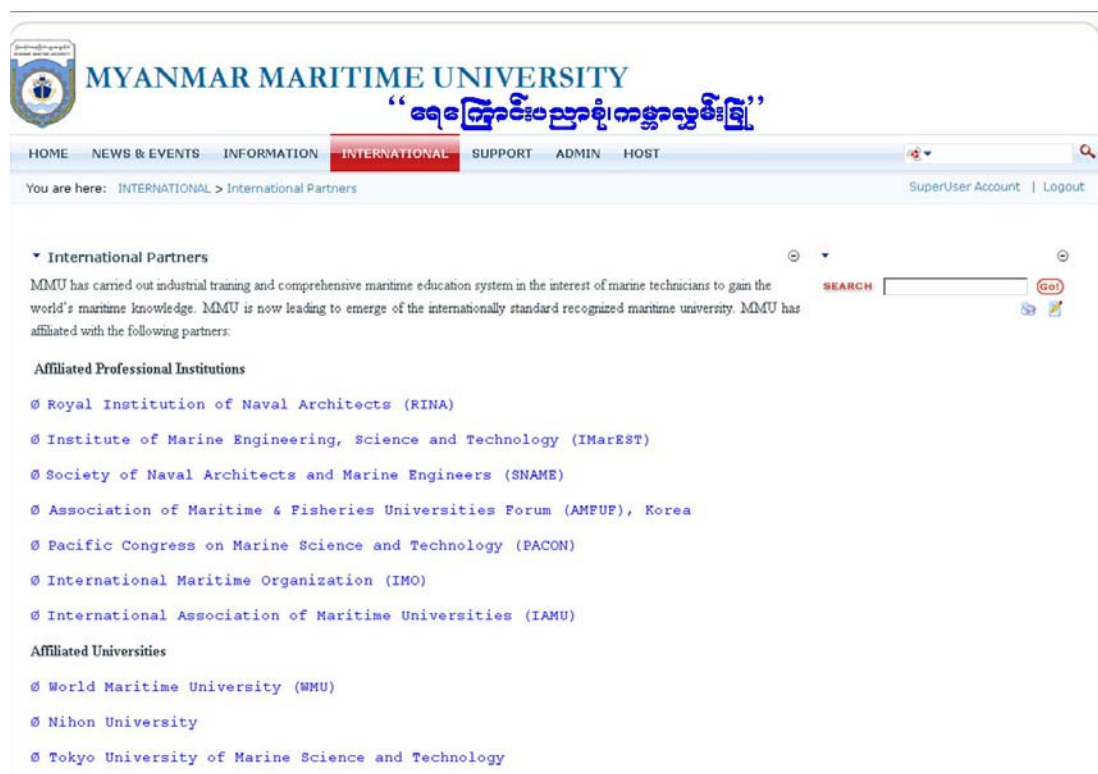 MYANMAR MARITIME UNIVERSITY
“ရေကြောင်းပညာစုံ၊ကမ္ဘာလွှမ်းခြုံ”
HOME NEWS & EVENTS INFORMATION INTERNATIONAL SUPPORT ADMIN HOST
You are here: INTERNATIONAL > International Partners SuperUser Account | Logout
International Partners
MMU has carried out industrial training and comprehensive maritime education system in the interest of marine technicians to gain the
world's maritime knowledge. MMU is now leading to emerge of the internationally standard recognized maritime university. MMU has
affiliated with the following partners:
SEARCH Go!
Affiliated Professional Institutions
Ø Royal Institution of Naval Architects (RINA)
Ø Institute of Marine Engineering, Science and Technology (IMarEST)
Ø Society of Naval Architects and Marine Engineers (SNAME)
Ø Association of Maritime & Fisheries Universities Forum (AMFUF), Korea
Ø Pacific Congress on Marine Science and Technology (PACON)
Ø International Maritime Organization (IMO)
Ø International Association of Maritime Universities (IAMU)
Affiliated Universities
Ø World Maritime University (WMU)
Ø Nihon University
Ø Tokyo University of Marine Science and Technology